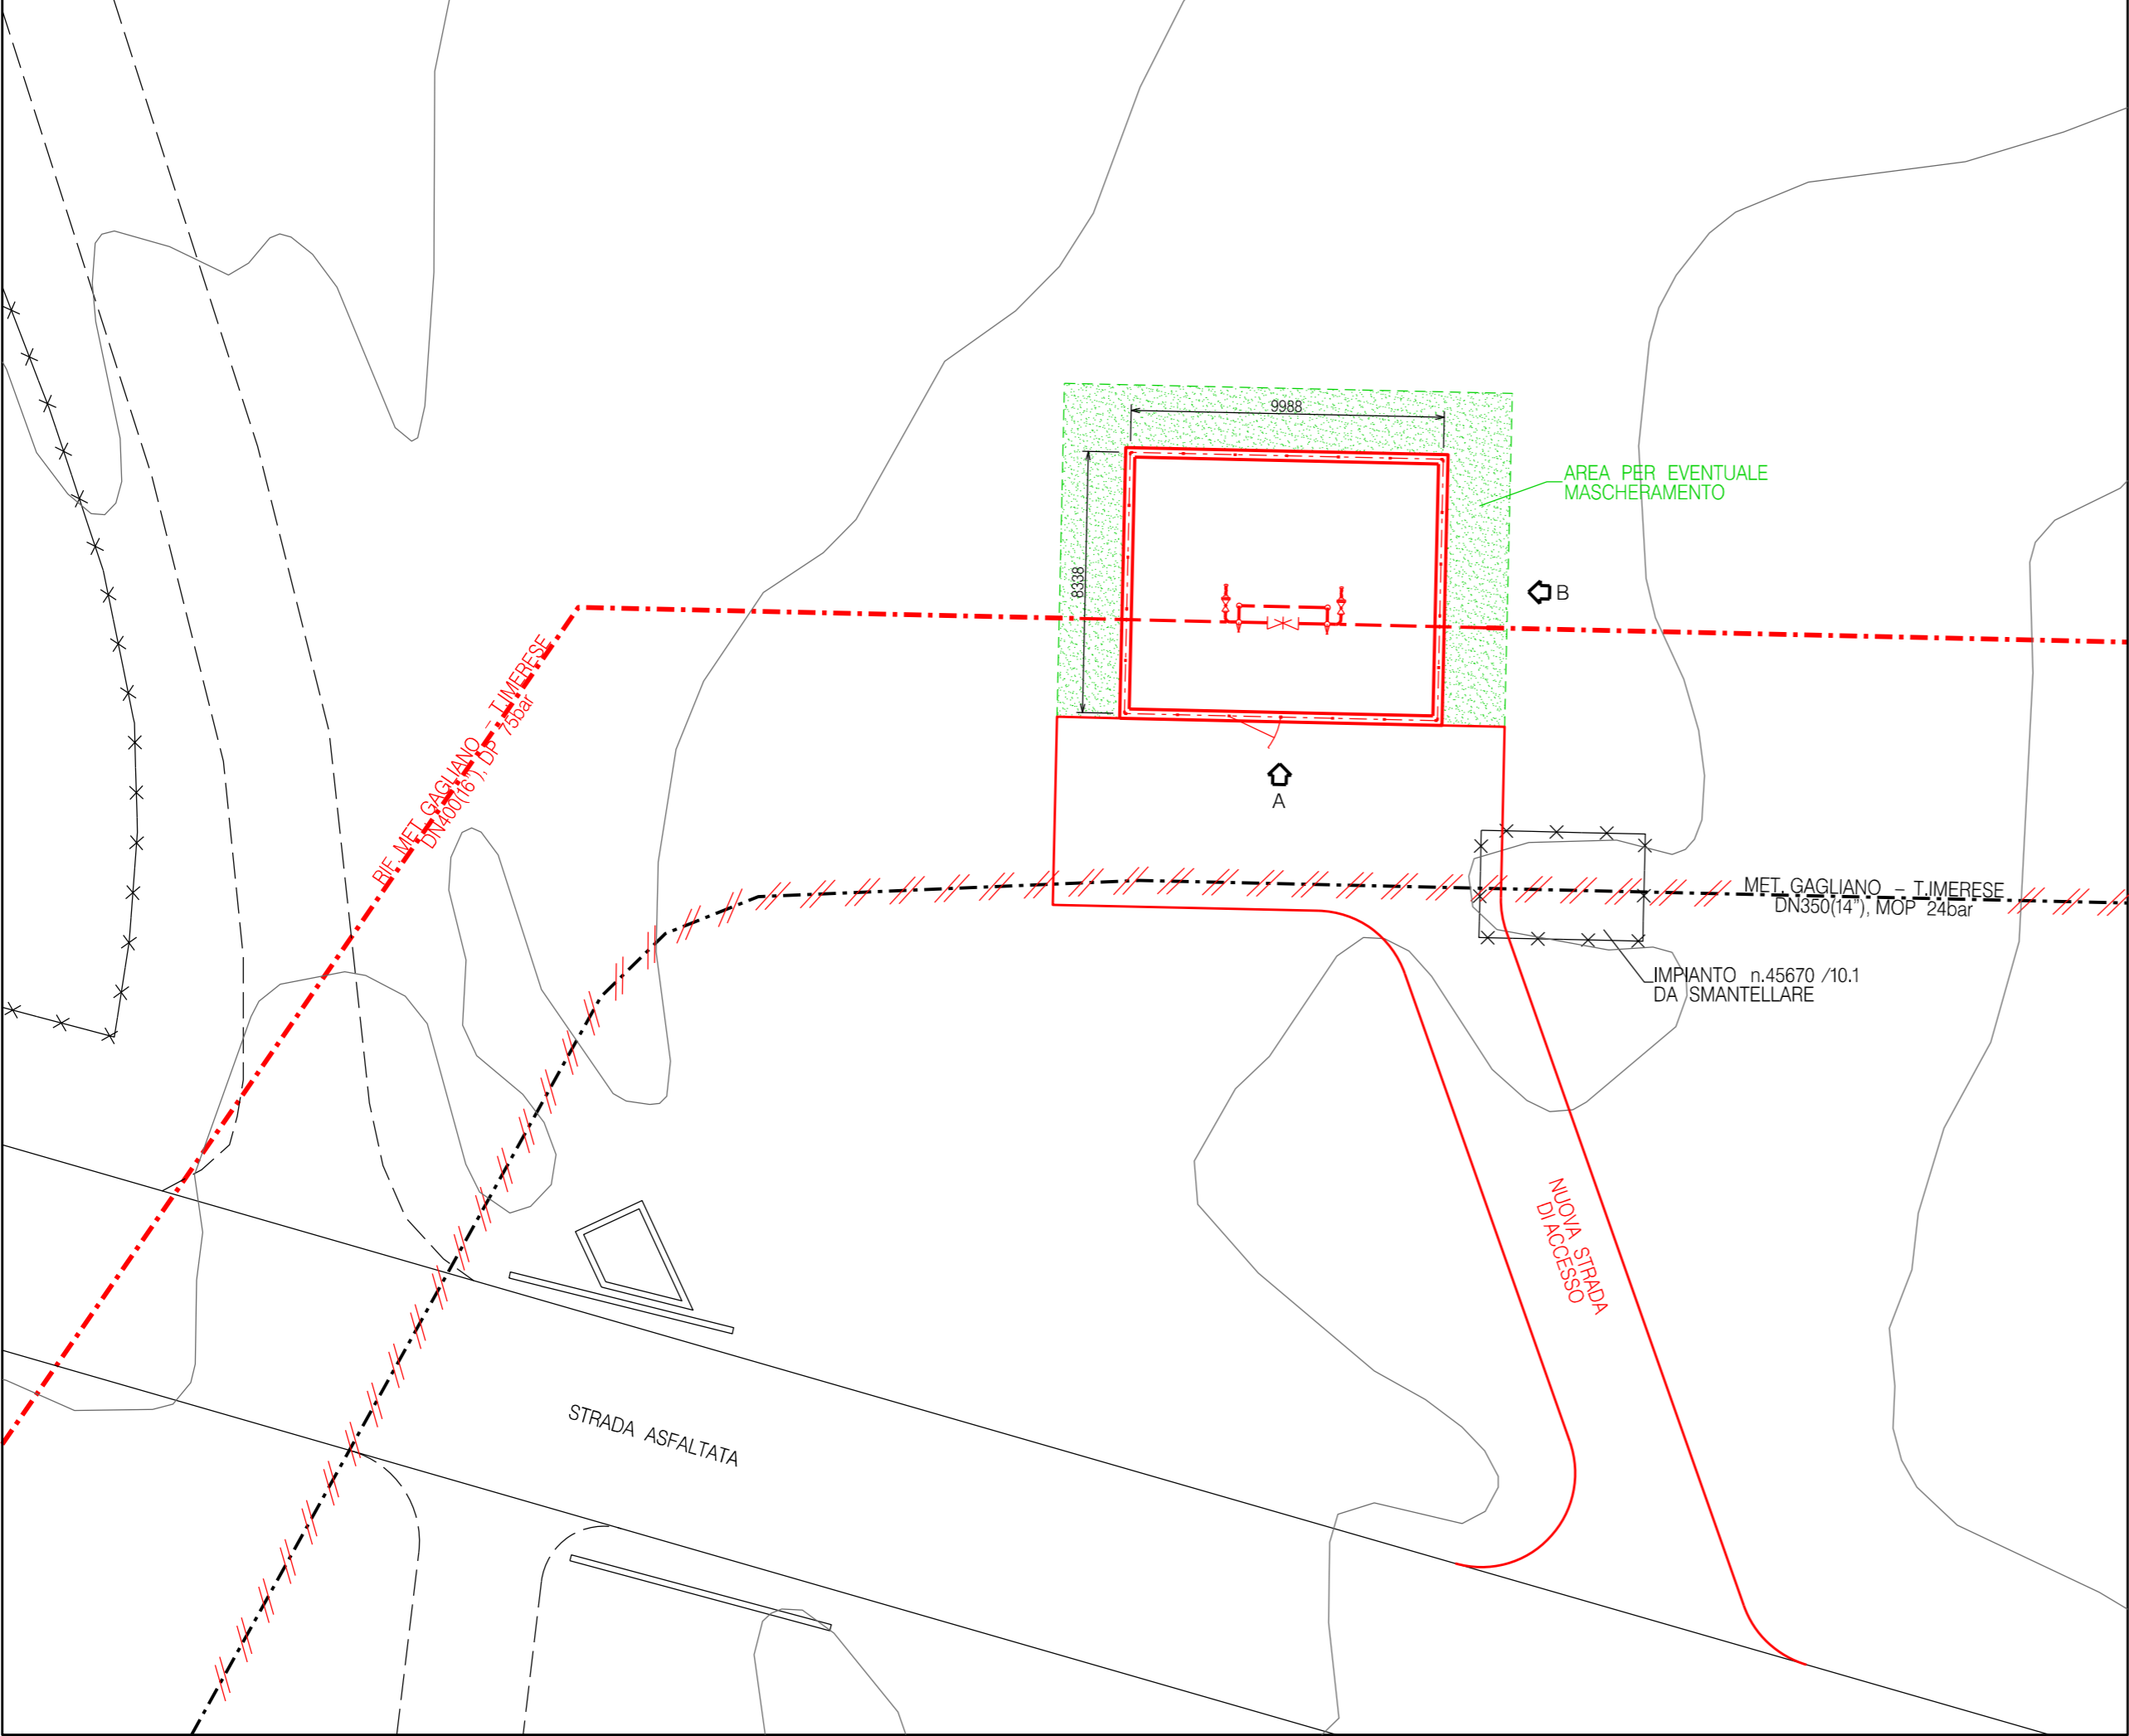 9988
AREA PER EVENTUALE
MASCHERAMENTO
8338
B
RIF. MET. GAGLIANO – T.IMERESE
DN400(16"), DP 75bar
A
MET. GAGLIANO – T.IMERESE
DN350(14"), MOP 24bar
IMPIANTO n.45670 /10.1
DA SMANTELLARE
NUOVA STRADA
DI ACCESSO
STRADA ASFALTATA